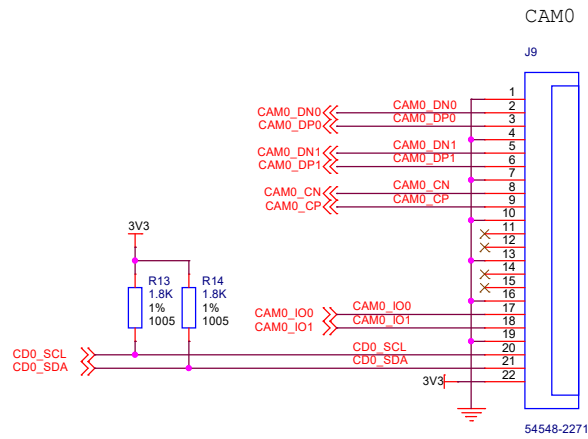 CAM0
J9
1
CAM0_DN0 CAM0_DN0 2
CAM0_DP0 CAM0_DP0 3
4
CAM0_DN1 CAM0_DN1 5
CAM0_DP1 CAM0_DP1 6
7
CAM0_CN CAM0_CN 8
CAM0_CP CAM0_CP 9
10
11
3V3
12
13
R13 R14 14
1.8K 1.8K 15
1% 1% 16
1005 1005
CAM0_IO0 CAM0_IO0 17
CAM0_IO1 CAM0_IO1 18
19
CD0_SCL CD0_SCL 20
CD0_SDA CD0_SDA 21
3V3 22
54548-2271